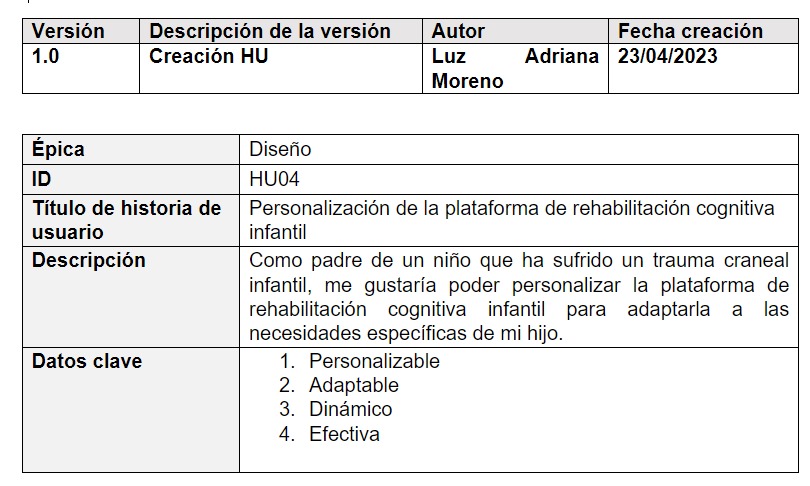 Versión Descripción de la versión Autor Fecha creación
1.0 Creación HU Luz Adriana 23/04/2023
Moreno
Épica Diseño
ID HU04
Título de historia de Personalización de la plataforma de rehabilitación cognitiva
usuario infantil
Descripción Como padre de un niño que ha sufrido un trauma craneal
infantil, me gustaría poder personalizar la plataforma de
rehabilitación cognitiva infantil para adaptarla a las
necesidades específicas de mi hijo.
Datos clave 1. Personalizable
2. Adaptable
3. Dinámico
4. Efectiva